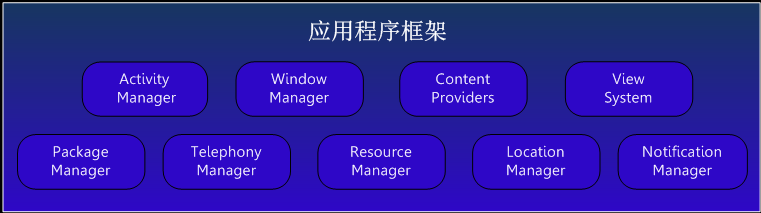 应用程序框架
Activity
Manager
Window
Manager
Content
Providers
View
System
Package
Manager
Telephony
Manager
Resource
Manager
Location
Manager
Notification
Manager